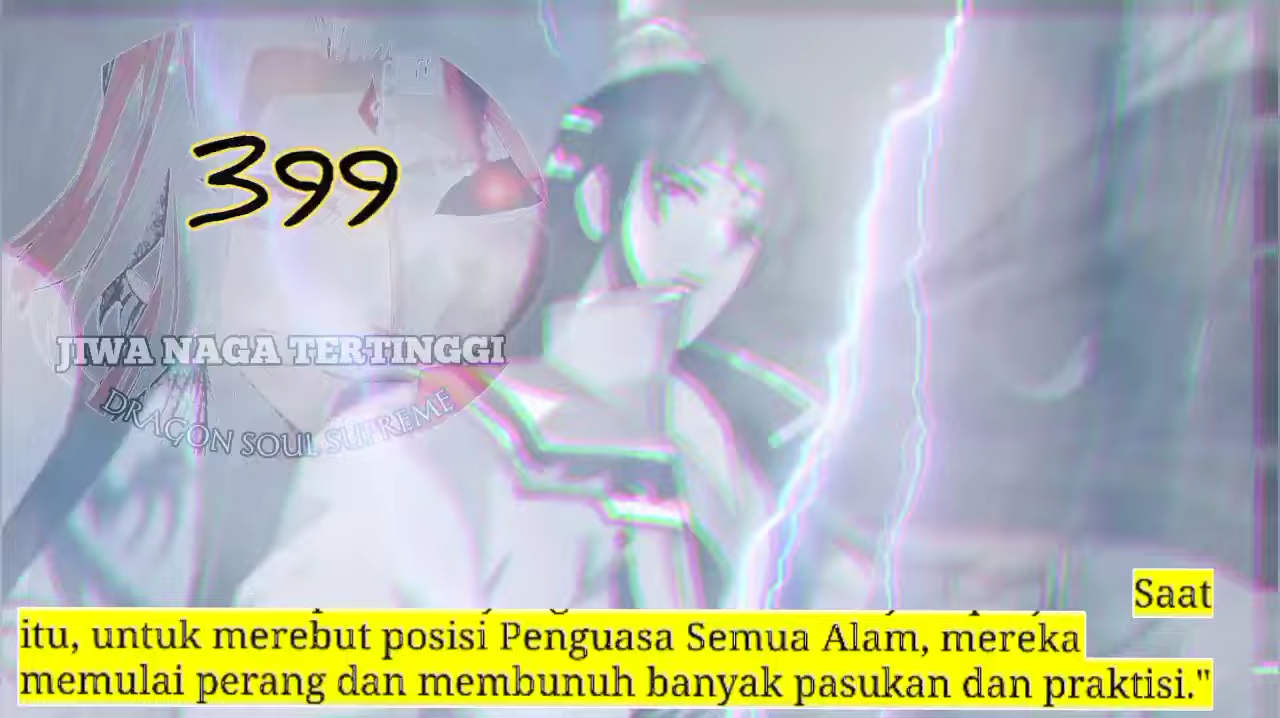 399
JIWA NAGA TERTINGGI
DRAGON SOUL SUPREME
Saat
itu, untuk merebut posisi Penguasa Semua Alam, mereka
memulai perang dan membunuh banyak pasukan dan praktisi."